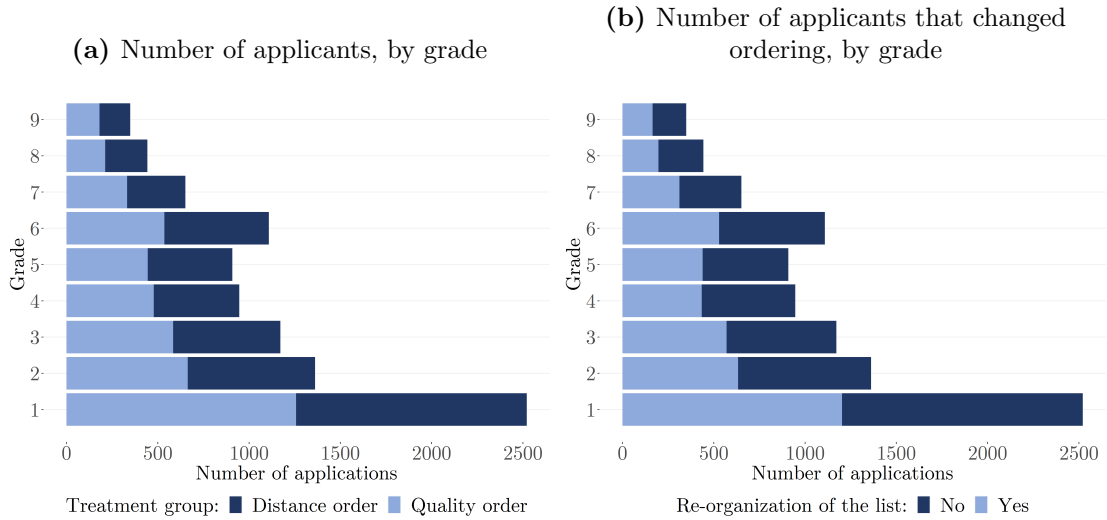 (a) Number of applicants, by grade
9
8
7
6
5
4
3
2
1
Grade
0 500 1000 1500 2000 2500
Number of applications
Treatment group: Distance order Quality order
(b) Number of applicants that changed
ordering, by grade
9
8
7
6
5
4
3
2
1
Grade
0 500 1000 1500 2000 2500
Number of applications
Re-organization of the list: No Yes